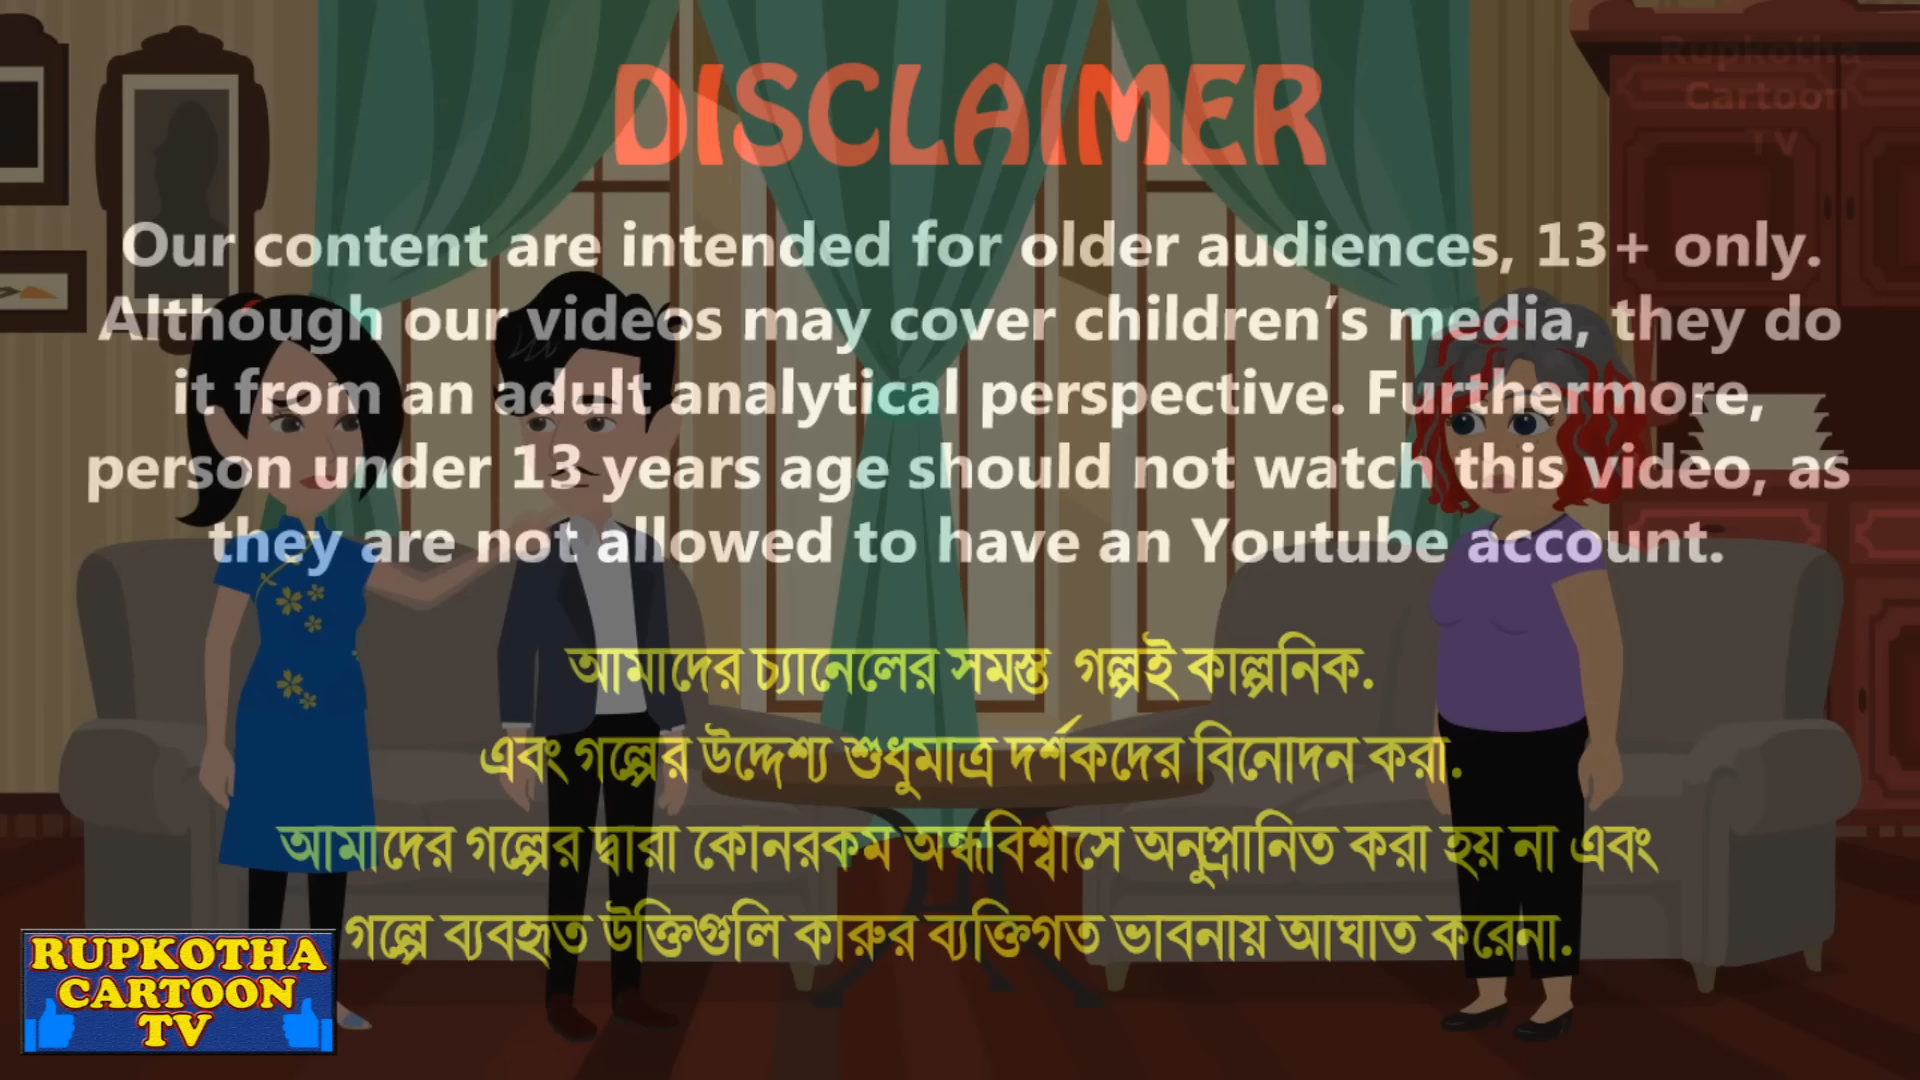 Rupkotha
Cartoon
TV
DISCLAIMER
Our content are intended for older audiences, 13+ only.
Although our videos may cover children’s media, they do
it from an adult analytical perspective. Furthermore,
person under 13 years age should not watch this video, as
they are not allowed to have an Youtube account.
আমাদের চ্যানেলের সমস্ত গল্পই কাল্পনিক.
এবং গল্পের উদ্দেশ্য শুধুমাত্র দর্শকদের বিনোদন করা.
আমাদের গল্পের দ্বারা কোনরকম অন্ধবিশ্বাসে অনুপ্রানিত করা হয় না এবং
গল্পে ব্যবহৃত উক্তিগুলি কারুর ব্যক্তিগত ভাবনায় আঘাত করেনা.
RUPKOTHA
CARTOON
TV